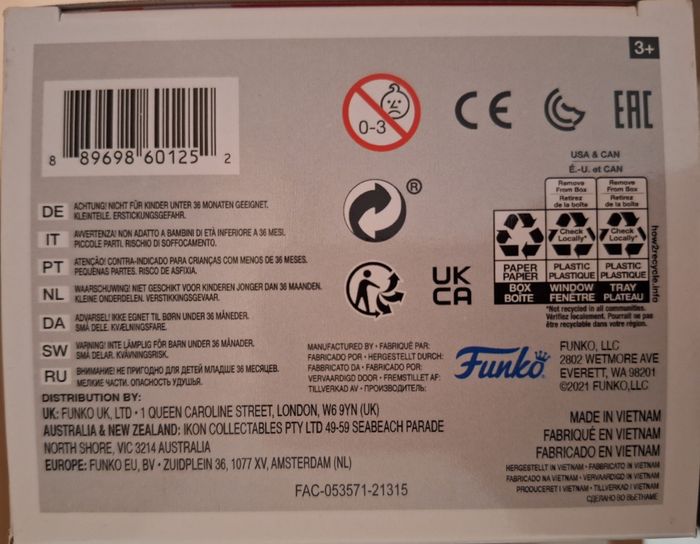 3+
0-3
CE
EAC
8 89698 60125 2
USA & CAN
É.-U. et CAN
Remove From Box
Retirez de la boîte
Remove From Box
Retirez de la boîte
Check Locally*
Check Locally*
PAPER
PAPIER
BOX
BOÎTE
PLASTIC
PLASTIQUE
WINDOW
FENÊTRE
PLASTIC
PLASTIQUE
TRAY
PLATEAU
how2recycle.info
*Not recycled in all communities.
Vérifiez localement. Pourrait ne pas
être recyclable dans votre région.
®
UK
CA
DE ACHTUNG! NICHT FÜR KINDER UNTER 36 MONATEN GEEIGNET.
KLEINTEILE. ERSTICKUNGSGEFAHR.
IT AVVERTENZA! NON ADATTO A BAMBINI DI ETÀ INFERIORE A 36 MESI.
PICCOLE PARTI. RISCHIO DI SOFFOCAMENTO.
PT ATENÇÃO! CONTRA-INDICADO PARA CRIANÇAS COM MENOS DE 36 MESES.
PEQUENAS PARTES. RISCO DE ASFIXIA.
NL WAARSCHUWING! NIET GESCHIKT VOOR KINDEREN JONGER DAN 36 MAANDEN.
KLEINE ONDERDELEN. VERSTIKKINGSGEVAAR.
DA ADVARSEL! IKKE EGNET TIL BØRN UNDER 36 MÅNEDER.
SMÅ DELE. KVÆLNINGSFARE.
SW VARNING! INTE LÄMPLIG FÖR BARN UNDER 36 MÅNADER.
SMÅ DELAR. KVÄVNINGSRISK.
RU ВНИМАНИЕ! НЕ ПРИГОДНО ДЛЯ ДЕТЕЙ МЛАДШЕ 36 МЕСЯЦЕВ.
МЕЛКИЕ ЧАСТИ. ОПАСНОСТЬ УДУШЬЯ.
MANUFACTURED BY • FABRIQUÉ PAR:
FABRICADO POR • HERGESTELLT DURCH:
FABBRICATO DA • FABRICADO POR:
VERVAARDIGD DOOR • FREMSTILLET AF:
TILLVERKAD AV • ПРОИЗВОДИТЕЛЬ:
Funko
FUNKO, LLC
2802 WETMORE AVE
EVERETT, WA 98201
©2021 FUNKO,LLC
DISTRIBUTION BY:
UK: FUNKO UK, LTD • 1 QUEEN CAROLINE STREET, LONDON, W6 9YN (UK)
AUSTRALIA & NEW ZEALAND: IKON COLLECTABLES PTY LTD 49-59 SEABEACH PARADE
NORTH SHORE, VIC 3214 AUSTRALIA
EUROPE: FUNKO EU, BV • ZUIDPLEIN 36, 1077 XV, AMSTERDAM (NL)
MADE IN VIETNAM
FABRIQUÉ EN VIETNAM
FABRICADO EN VIETNAM
HERGESTELLT IN VIETNAM • FABBRICATO IN VIETNAM
FABRICADO NA VIETNAM • VERVAARDIGD IN VIETNAM
PRODUCERET I VIETNAM • TILLVERKAD I VIETNAM
СДЕЛАНО ВО ВЬЕТНАМЕ
FAC-053571-21315